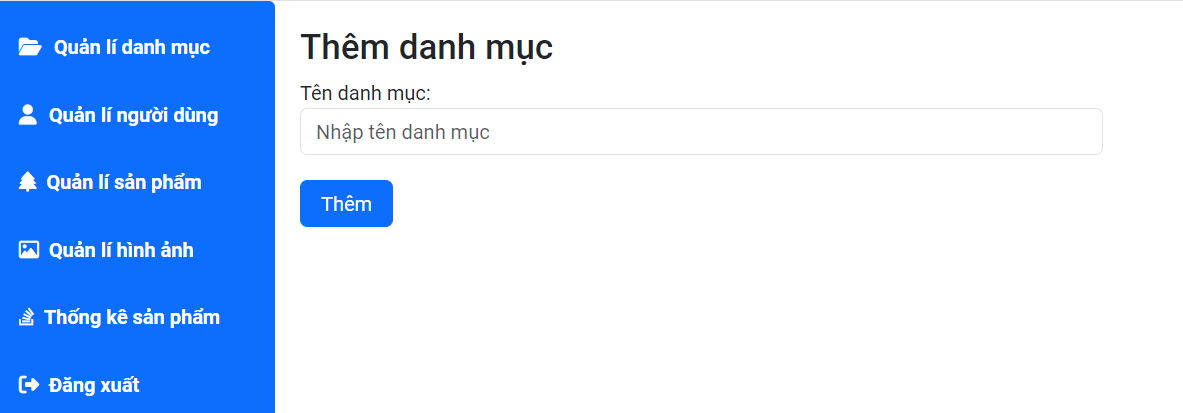 Quản lí danh mục
Quản lí người dùng
Quản lí sản phẩm
Quản lí hình ảnh
Thống kê sản phẩm
Đăng xuất
Thêm danh mục
Tên danh mục:
Nhập tên danh mục
Thêm